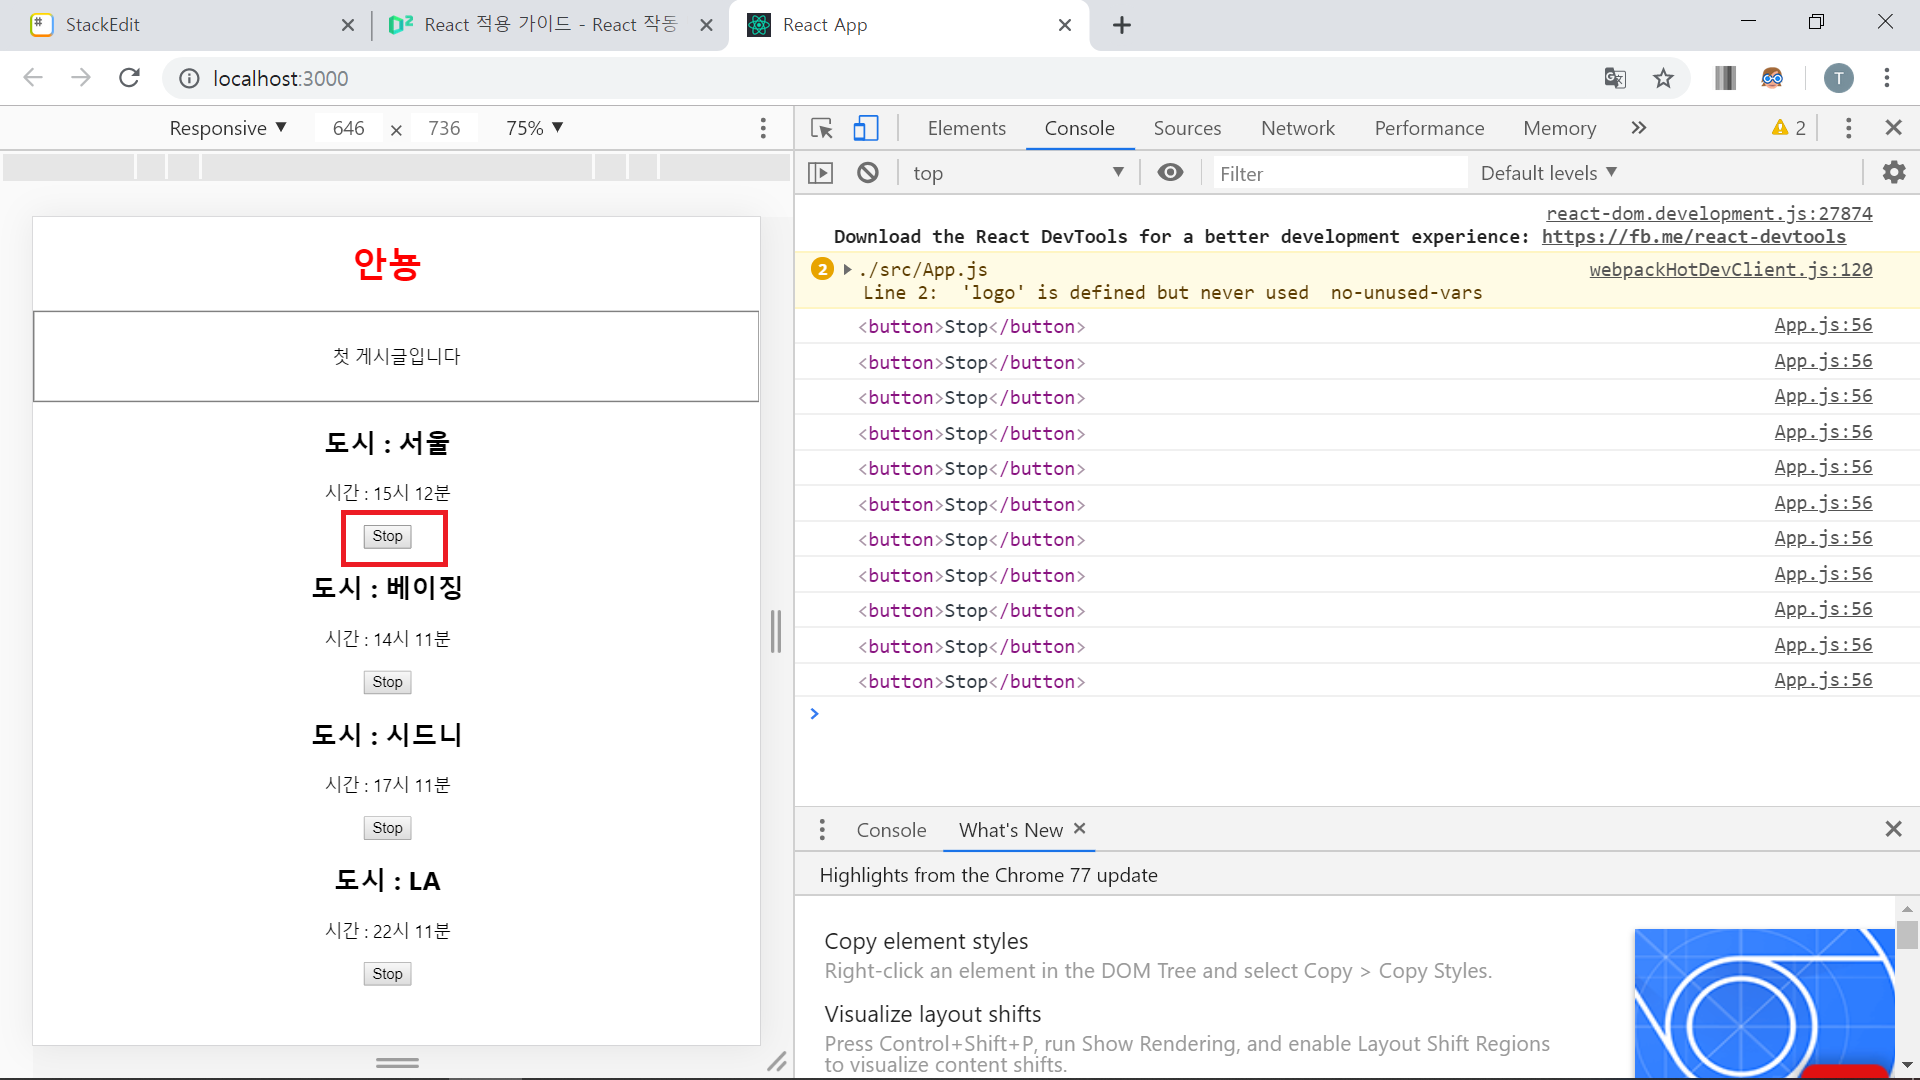 StackEdit
React 적용 가이드 - React 작동
React App
localhost:3000
T
Responsive ▼ 646 × 736 75% ▼
Elements Console Sources Network Performance Memory » 2
top ▼ Filter Default levels ▼
안뇽
첫 게시글입니다
도시 : 서울
시간 : 15시 12분
Stop
도시 : 베이징
시간 : 14시 11분
Stop
도시 : 시드니
시간 : 17시 11분
Stop
도시 : LA
시간 : 22시 11분
Stop
react-dom.development.js:27874
Download the React DevTools for a better development experience: https://fb.me/react-devtools
2 ./src/App.js webpackHotDevClient.js:120
Line 2: 'logo' is defined but never used no-unused-vars
<button>Stop</button> App.js:56
<button>Stop</button> App.js:56
<button>Stop</button> App.js:56
<button>Stop</button> App.js:56
<button>Stop</button> App.js:56
<button>Stop</button> App.js:56
<button>Stop</button> App.js:56
<button>Stop</button> App.js:56
<button>Stop</button> App.js:56
<button>Stop</button> App.js:56
<button>Stop</button> App.js:56
Console What's New
Highlights from the Chrome 77 update
Copy element styles
Right-click an element in the DOM Tree and select Copy > Copy Styles.
Visualize layout shifts
Press Control+Shift+P, run Show Rendering, and enable Layout Shift Regions
to visualize content shifts.